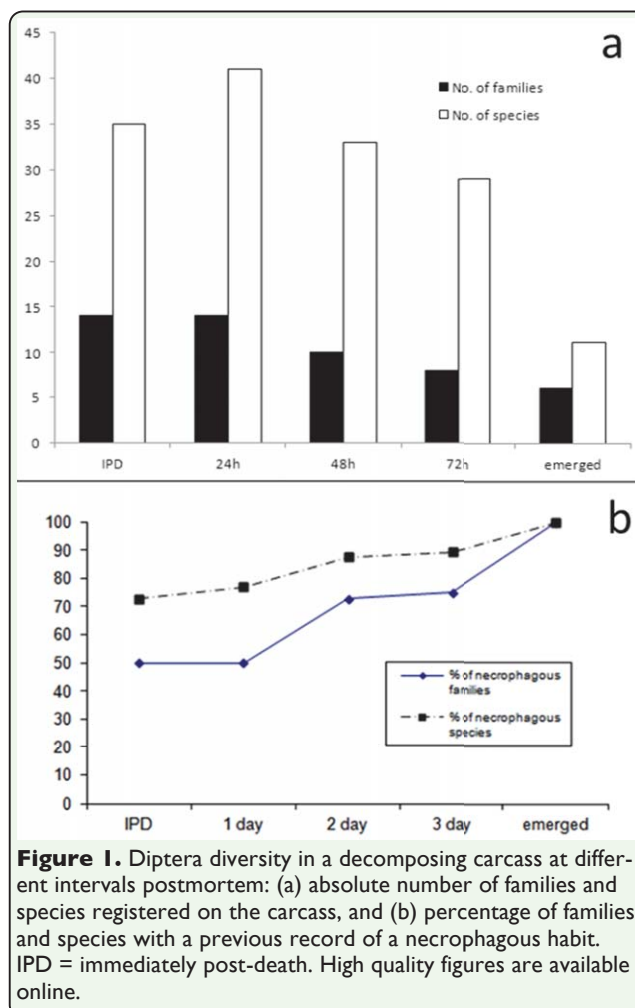 45
40
35
30
25
20
15
10
5
0
a
No. of families
No. of species
IPD 24h 48h 72h emerged
100
90
80
70
60
50
40
30
20
10
0
b
% of necrophagous
families
% of necrophagous
species
IPD 1 day 2 day 3 day emerged
Figure 1. Diptera diversity in a decomposing carcass at differ-
ent intervals postmortem: (a) absolute number of families and
species registered on the carcass, and (b) percentage of families
and species with a previous record of a necrophagous habit.
IPD = immediately post-death. High quality figures are available
online.